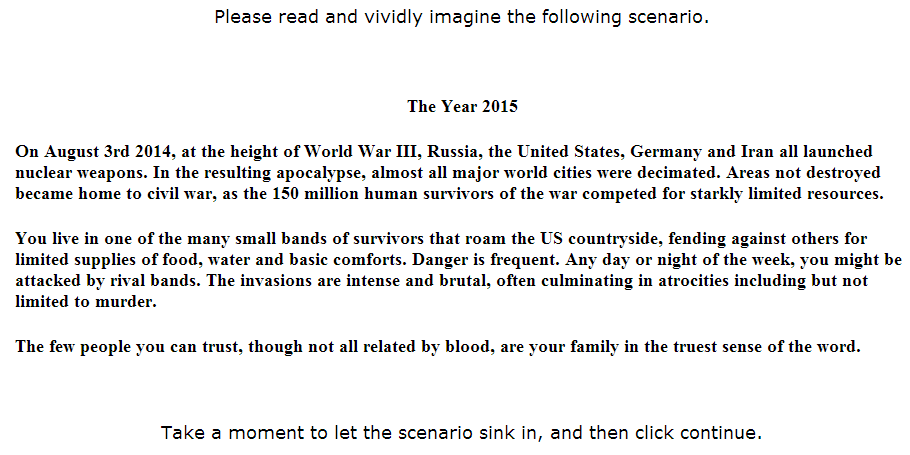 Please read and vividly imagine the following scenario.
The Year 2015
On August 3rd 2014, at the height of World War III, Russia, the United States, Germany and Iran all launched
nuclear weapons. In the resulting apocalypse, almost all major world cities were decimated. Areas not destroyed
became home to civil war, as the 150 million human survivors of the war competed for starkly limited resources.
You live in one of the many small bands of survivors that roam the US countryside, fending against others for
limited supplies of food, water and basic comforts. Danger is frequent. Any day or night of the week, you might be
attacked by rival bands. The invasions are intense and brutal, often culminating in atrocities including but not
limited to murder.
The few people you can trust, though not all related by blood, are your family in the truest sense of the word.
Take a moment to let the scenario sink in, and then click continue.